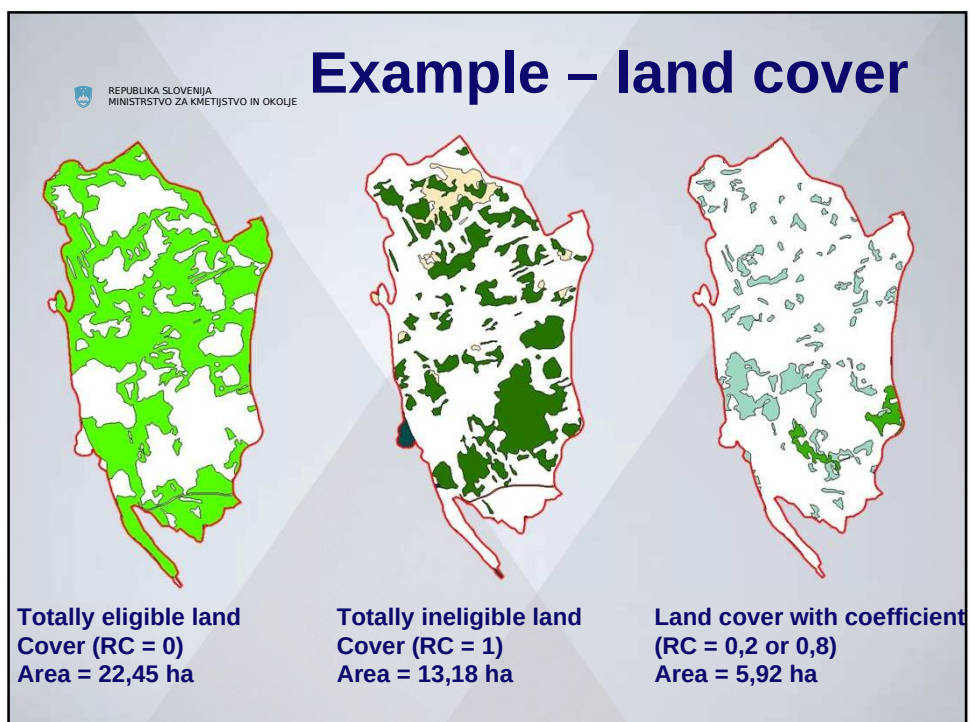 Example – land cover
REPUBLIKA SLOVENIJA
MINISTRSTVO ZA KMETIJSTVO IN OKOLJE
Totally eligible land
Cover (RC = 0)
Area = 22,45 ha
Totally ineligible land
Cover (RC = 1)
Area = 13,18 ha
Land cover with coefficient
(RC = 0,2 or 0,8)
Area = 5,92 ha